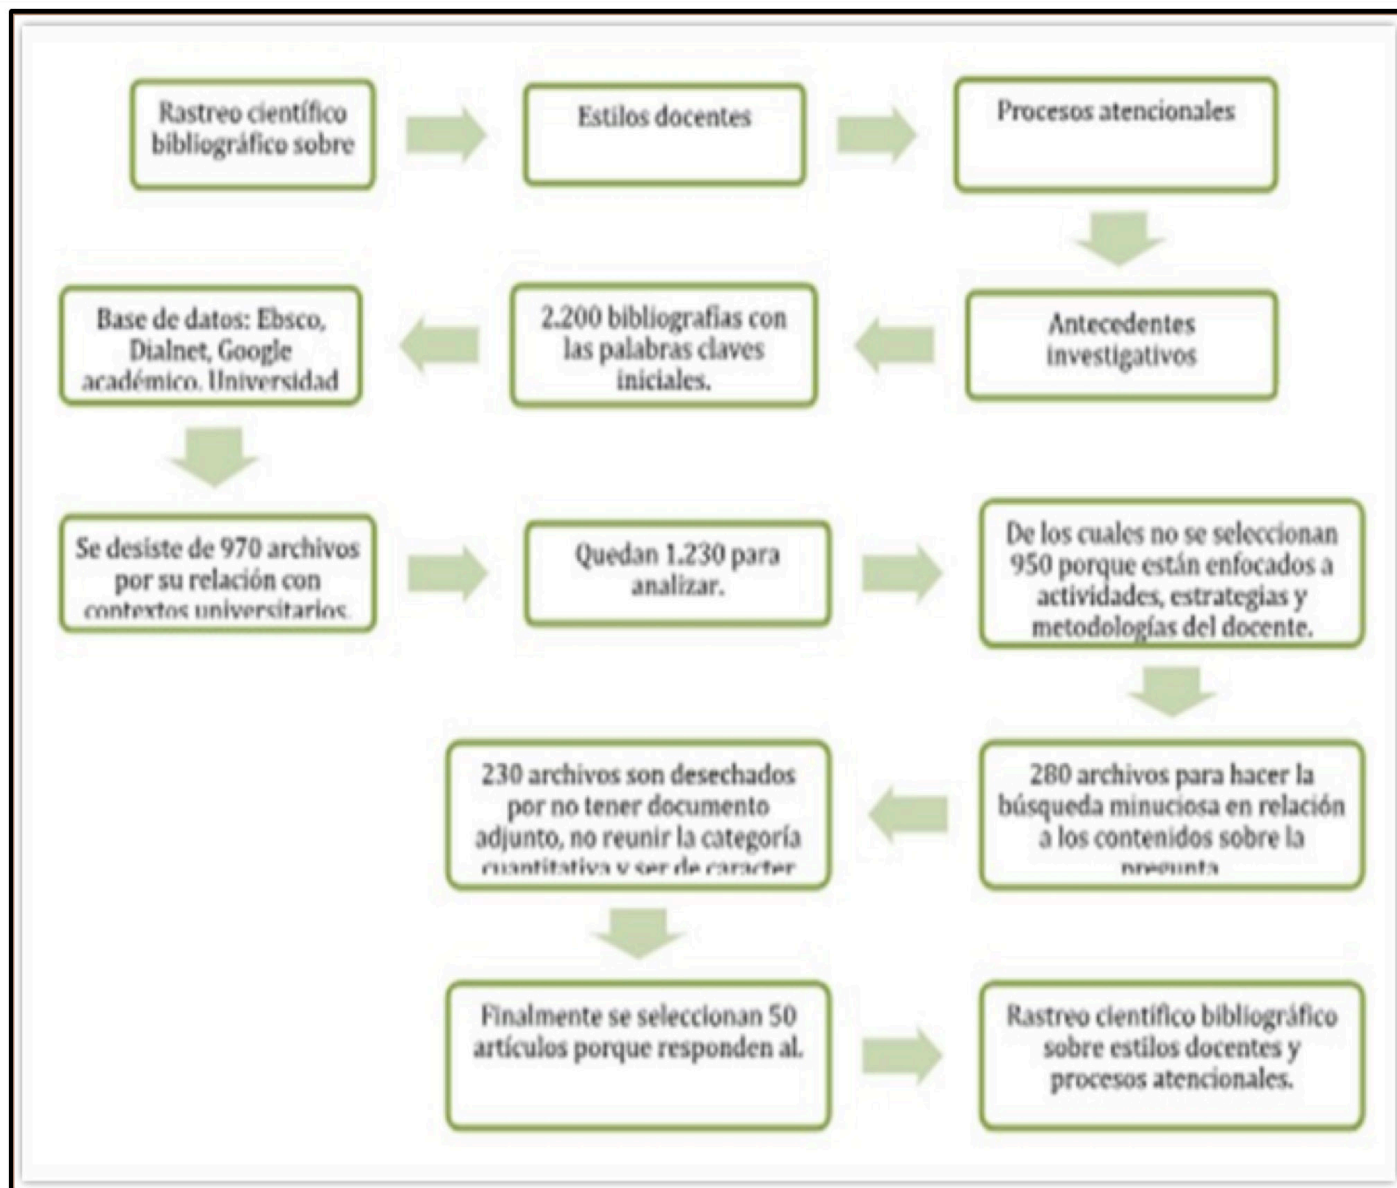 Rastreo científico
bibliográfico sobre
Estilos docentes
Procesos atencionales
Antecedentes
investigativos
2.200 bibliografías con
las palabras claves
iniciales.
Base de datos: Ebsco,
Dialnet, Google
académico. Universidad
Se desiste de 970 archivos
por su relación con
contextos universitarios.
Quedan 1.230 para
analizar.
De los cuales no se seleccionan
950 porque están enfocados a
actividades, estrategias y
metodologías del docente.
280 archivos para hacer la
búsqueda minuciosa en relación
a los contenidos sobre la
pregunta
230 archivos son desechados
por no tener documento
adjunto, no reunir la categoría
cuantitativa y ser de caracter
Finalmente se seleccionan 50
artículos porque responden al.
Rastreo científico bibliográfico
sobre estilos docentes y
procesos atencionales.